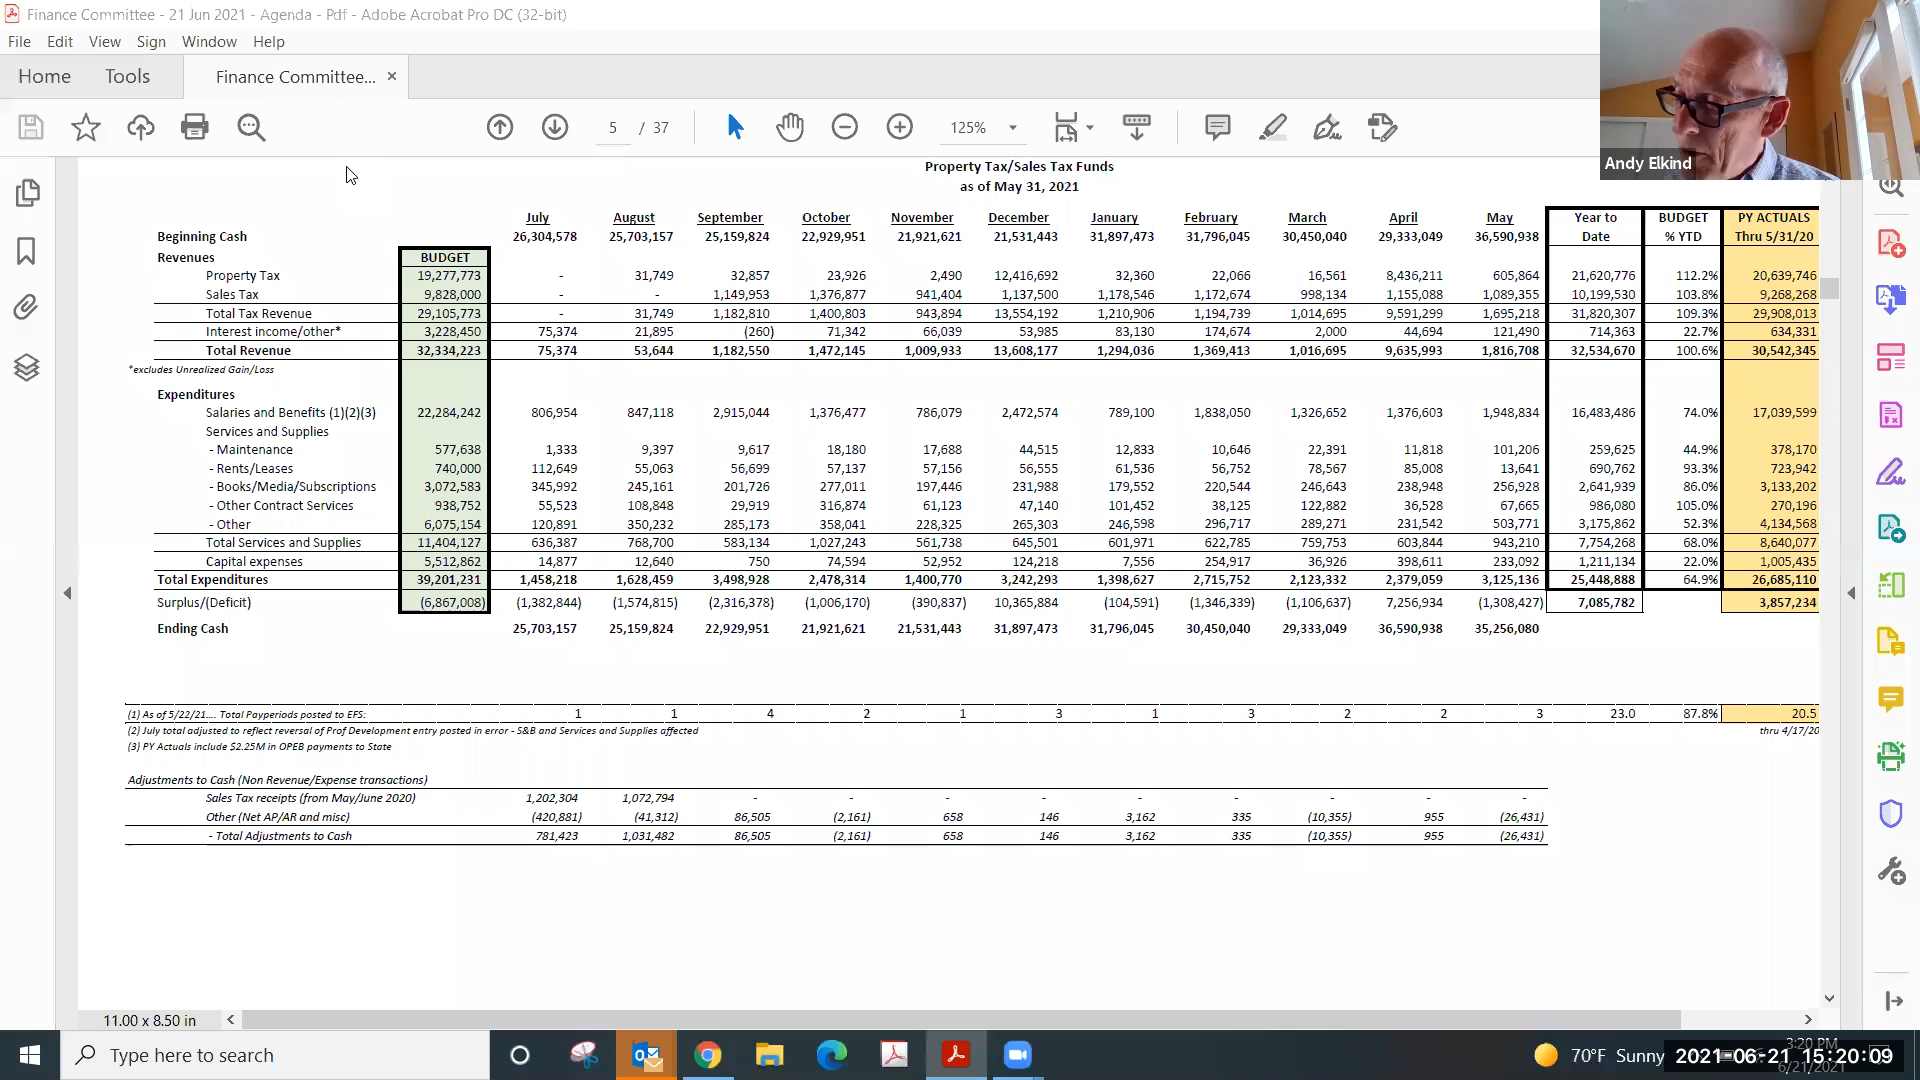 Finance Committee - 21 Jun 2021 - Agenda - Pdf - Adobe Acrobat Pro DC (32-bit)
File Edit View Sign Window Help
Home Tools Finance Committee... ×
5 / 37 125%
Andy Elkind
Property Tax/Sales Tax Funds
as of May 31, 2021
July August September October November December January February March April May Year to Date BUDGET % YTD PY ACTUALS Thru 5/31/20
Beginning Cash 26,304,578 25,703,157 25,159,824 22,929,951 21,921,621 21,531,443 31,897,473 31,796,045 30,450,040 29,333,049 36,590,938
Revenues BUDGET
Property Tax 19,277,773 - 31,749 32,857 23,926 2,490 12,416,692 32,360 22,066 16,561 8,436,211 605,864 21,620,776 112.2% 20,639,746
Sales Tax 9,828,000 - - 1,149,953 1,376,877 941,404 1,137,500 1,178,546 1,172,674 998,134 1,155,088 1,089,355 10,199,530 103.8% 9,268,268
Total Tax Revenue 29,105,773 - 31,749 1,182,810 1,400,803 943,894 13,554,192 1,210,906 1,194,739 1,014,695 9,591,299 1,695,218 31,820,307 109.3% 29,908,013
Interest income/other* 3,228,450 75,374 21,895 (260) 71,342 66,039 53,985 83,130 174,674 2,000 44,694 121,490 714,363 22.7% 634,331
Total Revenue 32,334,223 75,374 53,644 1,182,550 1,472,145 1,009,933 13,608,177 1,294,036 1,369,413 1,016,695 9,635,993 1,816,708 32,534,670 100.6% 30,542,345
*excludes Unrealized Gain/Loss
Expenditures
Salaries and Benefits (1)(2)(3) 22,284,242 806,954 847,118 2,915,044 1,376,477 786,079 2,472,574 789,100 1,838,050 1,326,652 1,376,603 1,948,834 16,483,486 74.0% 17,039,599
Services and Supplies
- Maintenance 577,638 1,333 9,397 9,617 18,180 17,688 44,515 12,833 10,646 22,391 11,818 101,206 259,625 44.9% 378,170
- Rents/Leases 740,000 112,649 55,063 56,699 57,137 57,156 56,555 61,536 56,752 78,567 85,008 13,641 690,762 93.3% 723,942
- Books/Media/Subscriptions 3,072,583 345,992 245,161 201,726 277,011 197,446 231,988 179,552 220,544 246,643 238,948 256,928 2,641,939 86.0% 3,133,202
- Other Contract Services 938,752 55,523 108,848 29,919 316,874 61,123 47,140 101,452 38,125 122,882 36,528 67,665 986,080 105.0% 270,196
- Other 6,075,154 120,891 350,232 285,173 358,041 228,325 265,303 246,598 296,717 289,271 231,542 503,771 3,175,862 52.3% 4,134,568
Total Services and Supplies 11,404,127 636,387 768,700 583,134 1,027,243 561,738 645,501 601,971 622,785 759,753 603,844 943,210 7,754,268 68.0% 8,640,077
Capital expenses 5,512,862 14,877 12,640 750 74,594 52,952 124,218 7,556 254,917 36,926 398,611 233,092 1,211,134 22.0% 1,005,435
Total Expenditures 39,201,231 1,458,218 1,628,459 3,498,928 2,478,314 1,400,770 3,242,293 1,398,627 2,715,752 2,123,332 2,379,059 3,125,136 25,448,888 64.9% 26,685,110
Surplus/(Deficit) (6,867,008) (1,382,844) (1,574,815) (2,316,378) (1,006,170) (390,837) 10,365,884 (104,591) (1,346,339) (1,106,637) 7,256,934 (1,308,427) 7,085,782 3,857,234
Ending Cash 25,703,157 25,159,824 22,929,951 21,921,621 21,531,443 31,897,473 31,796,045 30,450,040 29,333,049 36,590,938 35,256,080
(1) As of 5/22/21.... Total Payperiods posted to EFS: 1 1 4 2 1 3 1 3 2 2 3 23.0 87.8% 20.5
(2) July total adjusted to reflect reversal of Prof Development entry posted in error - S&B and Services and Supplies affected thru 4/17/20
(3) PY Actuals include $2.25M in OPEB payments to State
Adjustments to Cash (Non Revenue/Expense transactions)
Sales Tax receipts (from May/June 2020) 1,202,304 1,072,794 - - - - - - - - -
Other (Net AP/AR and misc) (420,881) (41,312) 86,505 (2,161) 658 146 3,162 335 (10,355) 955 (26,431)
- Total Adjustments to Cash 781,423 1,031,482 86,505 (2,161) 658 146 3,162 335 (10,355) 955 (26,431)
11.00 x 8.50 in
Type here to search
70°F Sunny
3:20 PM
2021-06-21 15:20:09
6/21/2021